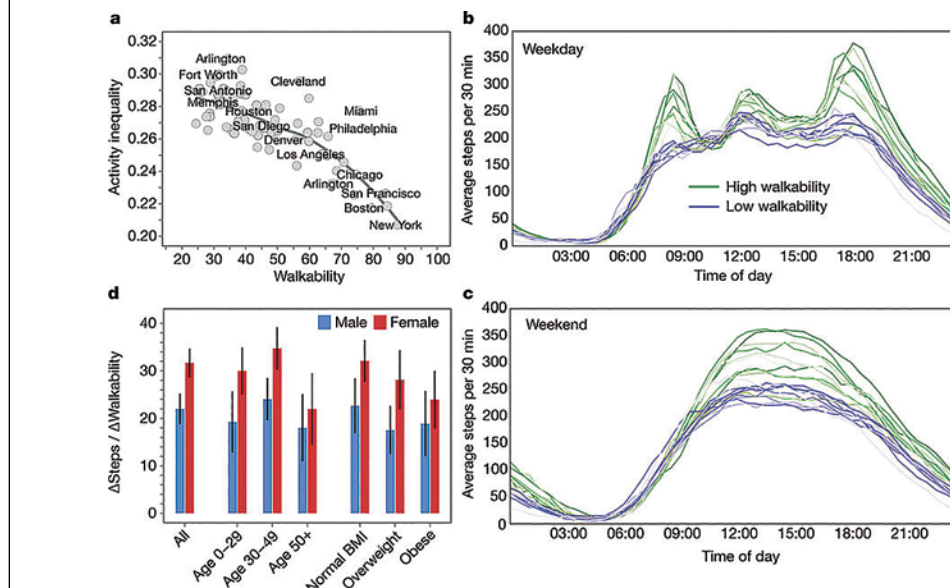 a
0.32
0.30
0.28
0.26
0.24
0.22
0.20
Activity inequality
Arlington
Fort Worth
Cleveland
San Antonio
Memphis
Houston
Miami
San Diego
Philadelphia
Denver
Los Angeles
Chicago
Arlington
San Francisco
Boston
New York
20 30 40 50 60 70 80 90 100
Walkability
b
400
350
300
250
200
150
100
50
0
Average steps per 30 min
Weekday
High walkability
Low walkability
03:00 06:00 09:00 12:00 15:00 18:00 21:00
Time of day
d
40
30
20
10
0
ΔSteps / ΔWalkability
Male Female
All
Age 0–29
Age 30–49
Age 50+
Normal BMI
Overweight
Obese
c
400
350
300
250
200
150
100
50
0
Average steps per 30 min
Weekend
03:00 06:00 09:00 12:00 15:00 18:00 21:00
Time of day